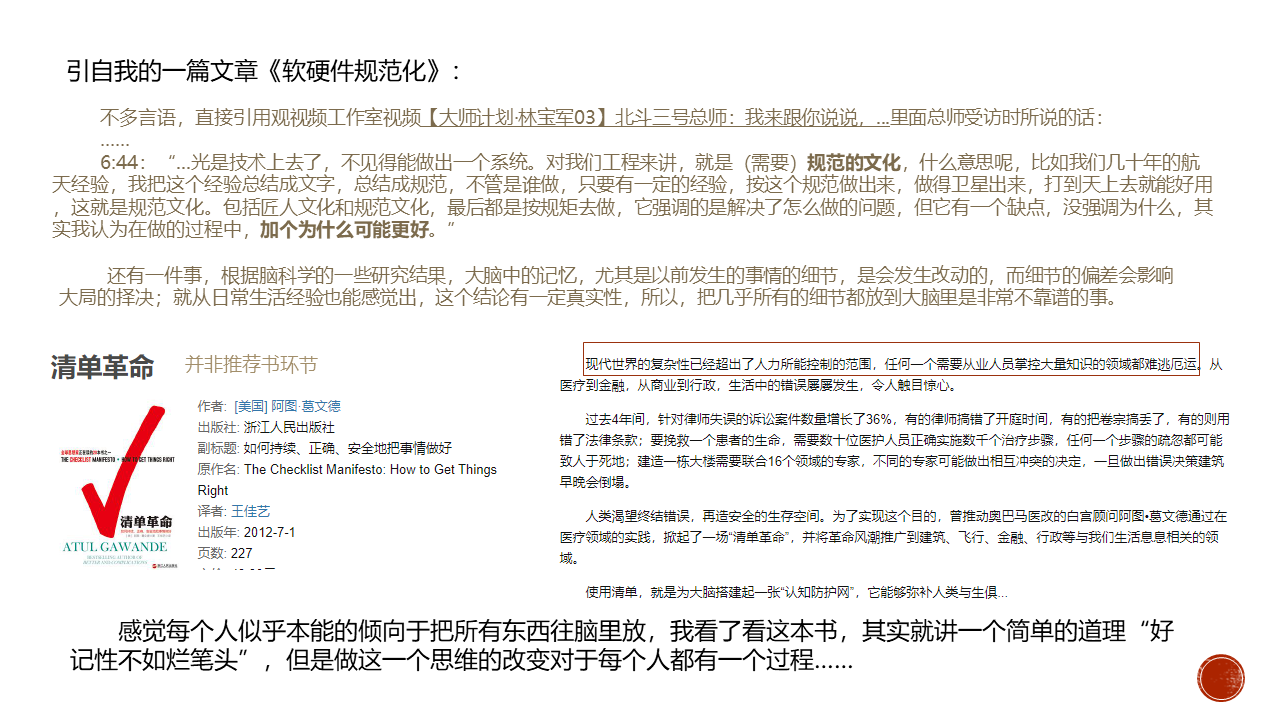 引自我的一篇文章《软硬件规范化》：
不多言语，直接引用观视频工作室视频【大师计划·林宝军03】北斗三号总师：我来跟你说说，...里面总师受访时所说的话：
……
6:44：“…光是技术上去了，不见得能做出一个系统。对我们工程来讲，就是（需要）规范的文化，什么意思呢，比如我们几十年的航
天经验，我把这个经验总结成文字，总结成规范，不管是谁做，只要有一定的经验，按这个规范做出来，做得卫星出来，打到天上去就能好用
，这就是规范文化。包括匠人文化和规范文化，最后都是按规矩去做，它强调的是解决了怎么做的问题，但它有一个缺点，没强调为什么，其
实我认为在做的过程中，加个为什么可能更好。”
还有一件事，根据脑科学的一些研究结果，大脑中的记忆，尤其是以前发生的事情的细节，是会发生改动的，而细节的偏差会影响
大局的择决；就从日常生活经验也能感觉出，这个结论有一定真实性，所以，把几乎所有的细节都放到大脑里是非常不靠谱的事。
清单革命 并非推荐书环节
THE CHECKLIST MANIFESTO HOW TO GET THINGS RIGHT
清单革命
ATUL GAWANDE
BESTSELLING AUTHOR OF
BETTER AND COMPLICATIONS
作者: [美国] 阿图·葛文德
出版社: 浙江人民出版社
副标题: 如何持续、正确、安全地把事情做好
原作名: The Checklist Manifesto: How to Get Things
Right
译者: 王佳艺
出版年: 2012-7-1
页数: 227
现代世界的复杂性已经超出了人力所能控制的范围，任何一个需要从业人员掌控大量知识的领域都难逃厄运。从
医疗到金融，从商业到行政，生活中的错误屡屡发生，令人触目惊心。
过去4年间，针对律师失误的诉讼案件数量增长了36%，有的律师搞错了开庭时间，有的把卷宗搞丢了，有的则用
错了法律条款；要挽救一个患者的生命，需要数十位医护人员正确实施数千个治疗步骤，任何一个步骤的疏忽都可能
致人于死地；建造一栋大楼需要联合16个领域的专家，不同的专家可能做出相互冲突的决定，一旦做出错误决策建筑
早晚会倒塌。
人类渴望终结错误，再造安全的生存空间。为了实现这个目的，曾推动奥巴马医改的白宫顾问阿图•葛文德通过在
医疗领域的实践，掀起了一场“清单革命”，并将革命风潮推广到建筑、飞行、金融、行政等与我们生活息息相关的领
域。
使用清单，就是为大脑搭建起一张“认知防护网”，它能够弥补人类与生俱...
感觉每个人似乎本能的倾向于把所有东西往脑里放，我看了看这本书，其实就讲一个简单的道理“好
记性不如烂笔头”，但是做这一个思维的改变对于每个人都有一个过程……